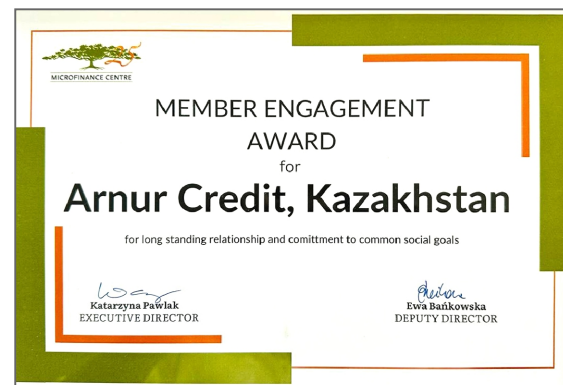 MICROFINANCE CENTRE
MEMBER ENGAGEMENT
AWARD
for
Arnur Credit, Kazakhstan
for long standing relationship and comittment to common social goals
Katarzyna Pawlak
EXECUTIVE DIRECTOR
Ewa Bańkowska
DEPUTY DIRECTOR